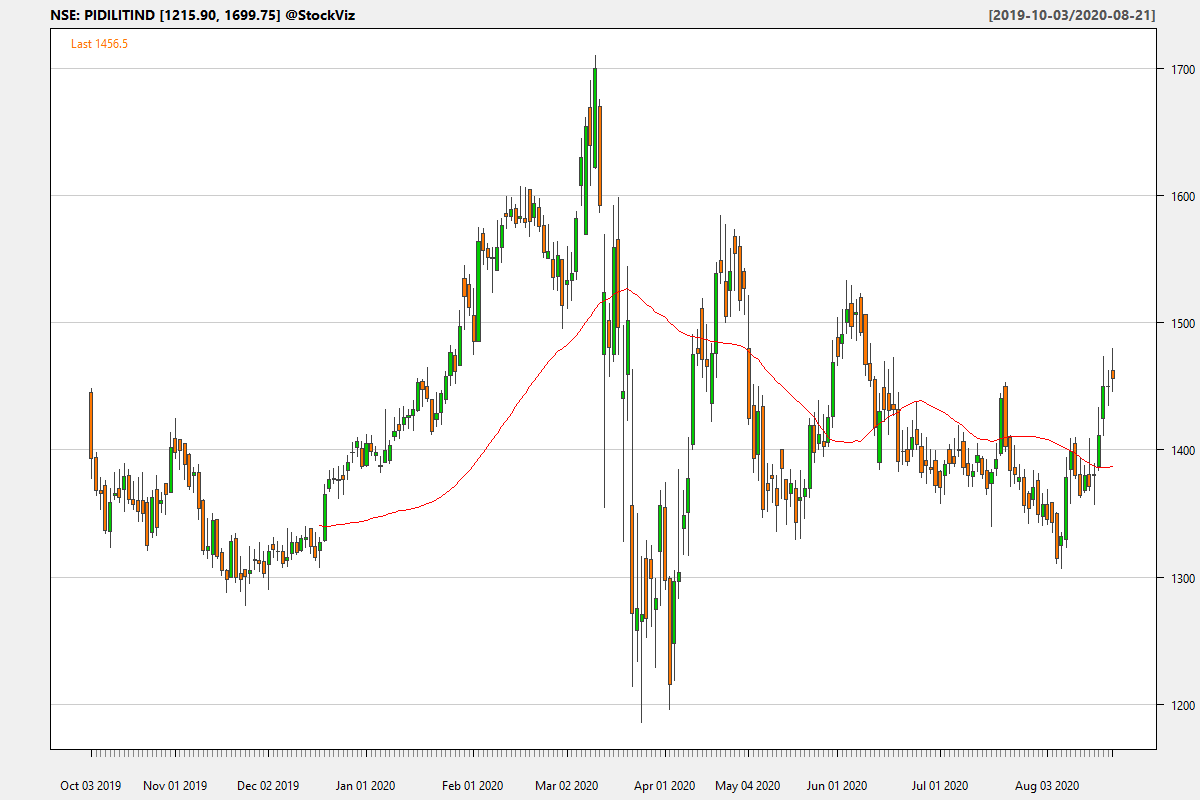 NSE: PIDILITIND [1215.90, 1699.75] @StockViz [2019-10-03/2020-08-21]
Last 1456.5
1700
1600
1500
1400
1300
1200
Oct 03 2019 Nov 01 2019 Dec 02 2019 Jan 01 2020 Feb 01 2020 Mar 02 2020 Apr 01 2020 May 04 2020 Jun 01 2020 Jul 01 2020 Aug 03 2020